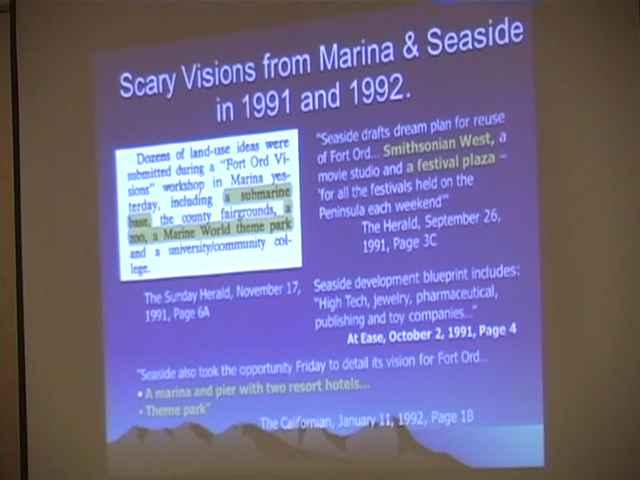 Scary Visions from Marina & Seaside
in 1991 and 1992.
Dozens of land-use ideas were
submitted during a "Fort Ord Vi-
sions" workshop in Marina yes-
terday, including a submarine
base, the county fairgrounds, a
zoo, a Marine World theme park
and a university/community col-
lege.
The Sunday Herald, November 17,
1991, Page 6A
"Seaside drafts dream plan for reuse
of Fort Ord... Smithsonian West, a
movie studio and a festival plaza –
'for all the festivals held on the
Peninsula each weekend'"
The Herald, September 26,
1991, Page 3C
Seaside development blueprint includes:
"High Tech, jewelry, pharmaceutical,
publishing and toy companies..."
At Ease, October 2, 1991, Page 4
"Seaside also took the opportunity Friday to detail its vision for Fort Ord...
• A marina and pier with two resort hotels...
• Theme park"
The Californian, January 11, 1992, Page 1B